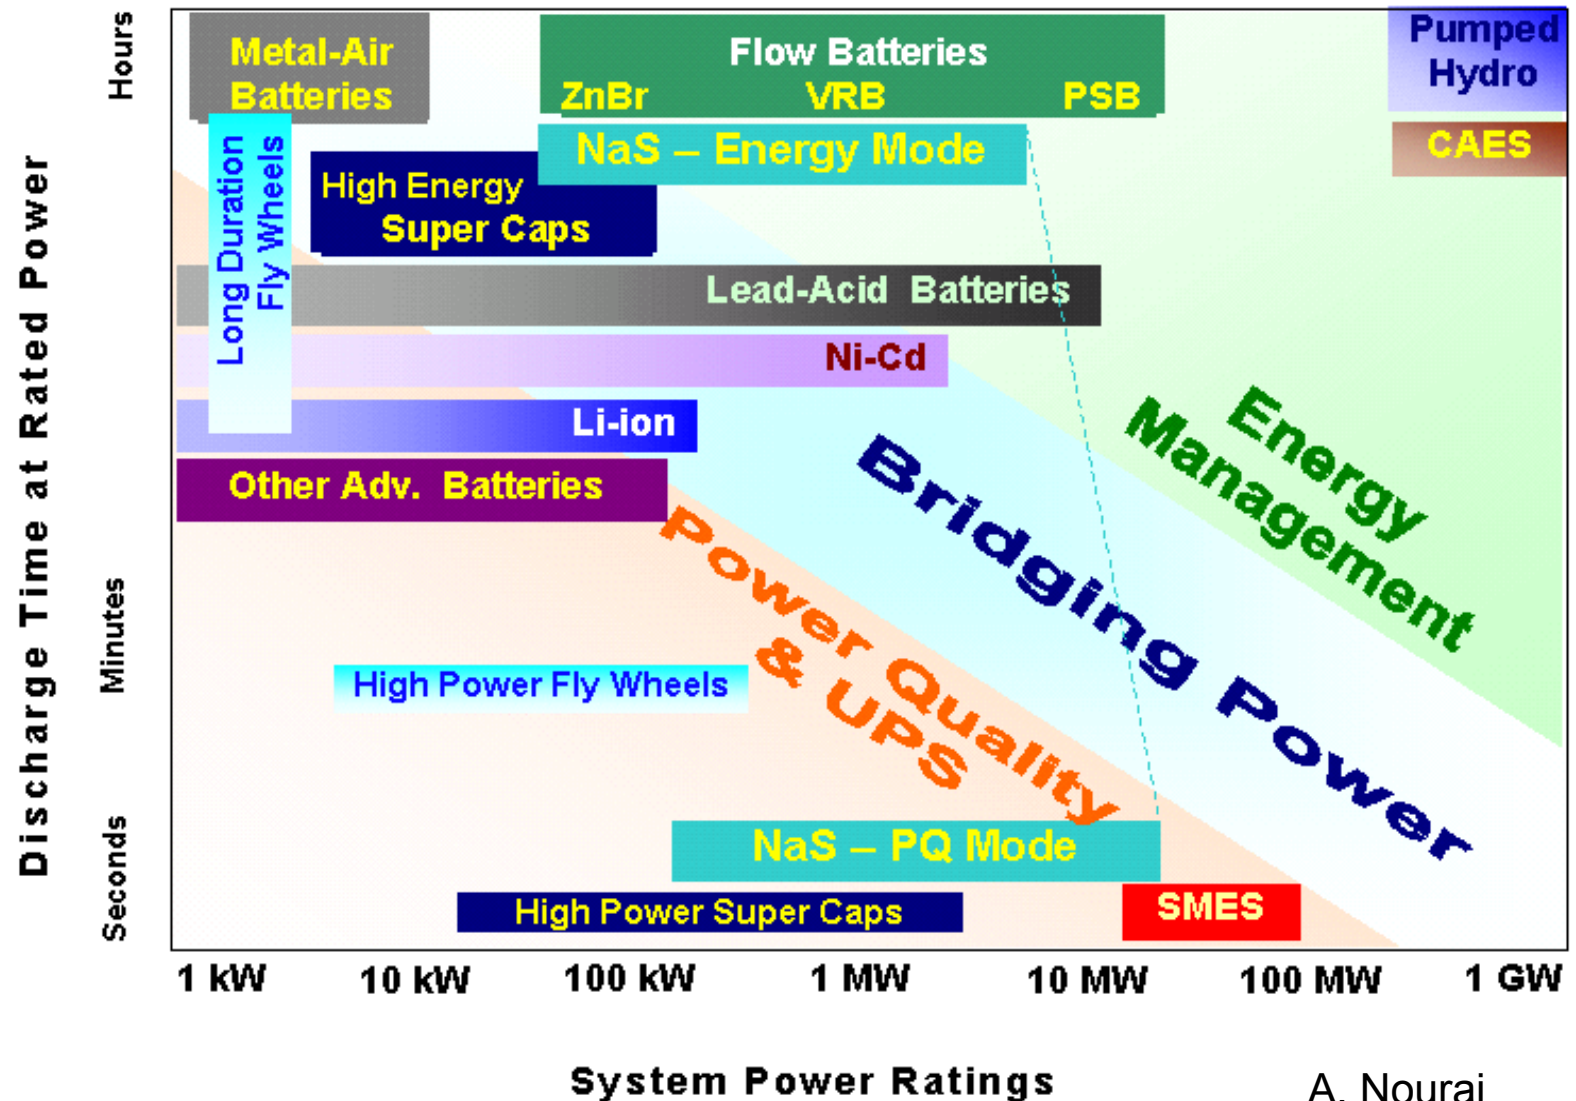 Discharge Time at Rated Power
Hours
Minutes
Seconds
Metal-Air
Batteries
Flow Batteries
ZnBr VRB PSB
Pumped
Hydro
CAES
NaS – Energy Mode
Long Duration
Fly Wheels
High Energy
Super Caps
Lead-Acid Batteries
Ni-Cd
Li-ion
Other Adv. Batteries
Energy
Management
Bridging Power
Power Quality
& UPS
High Power Fly Wheels
NaS – PQ Mode
High Power Super Caps
SMES
1 kW 10 kW 100 kW 1 MW 10 MW 100 MW 1 GW
System Power Ratings
A. Nourai